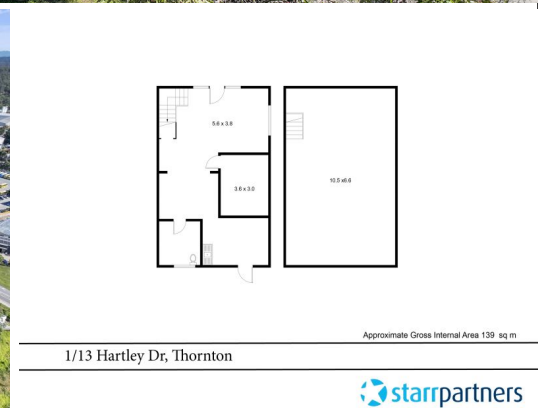 5.6 x 3.8
3.6 x 3.0
10.5 x6.6
Approximate Gross Internal Area 139 sq m
1/13 Hartley Dr, Thornton
starrpartners